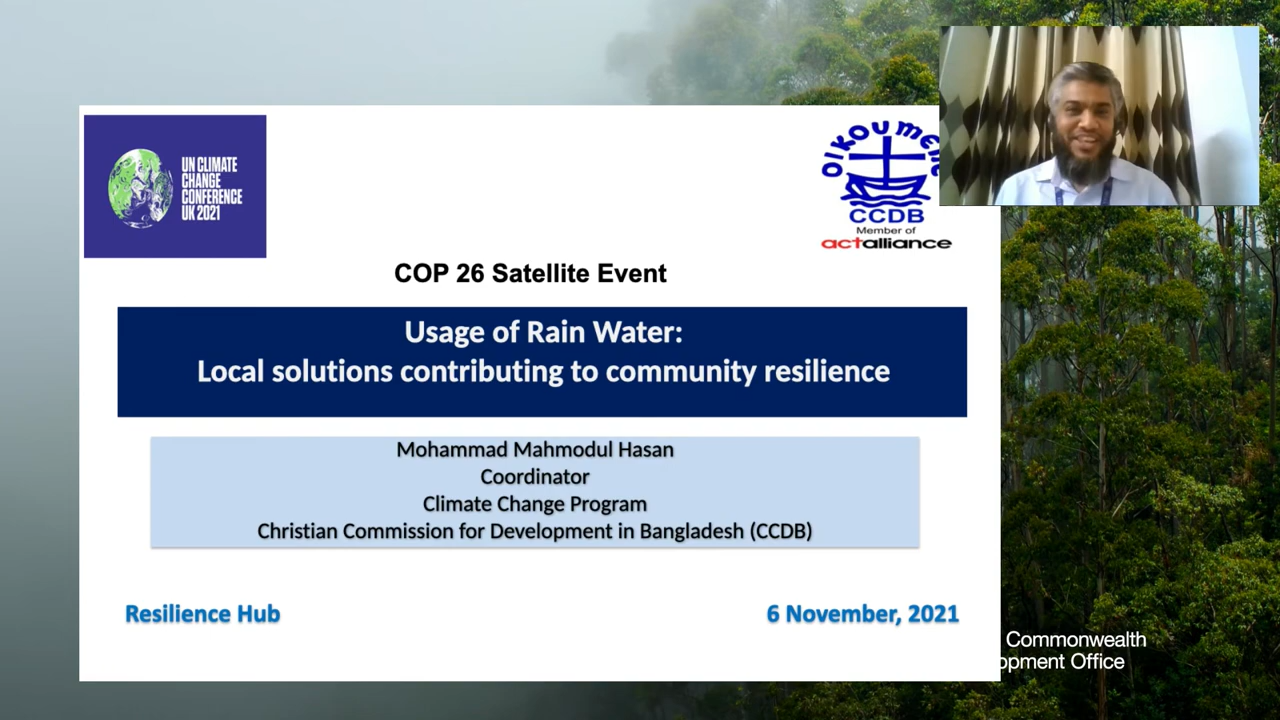 UN CLIMATE
CHANGE
CONFERENCE
UK 2021
OIKOUMENE
CCDB
Member of
actalliance
COP 26 Satellite Event
Usage of Rain Water:
Local solutions contributing to community resilience
Mohammad Mahmodul Hasan
Coordinator
Climate Change Program
Christian Commission for Development in Bangladesh (CCDB)
Resilience Hub
6 November, 2021
Commonwealth
opment Office